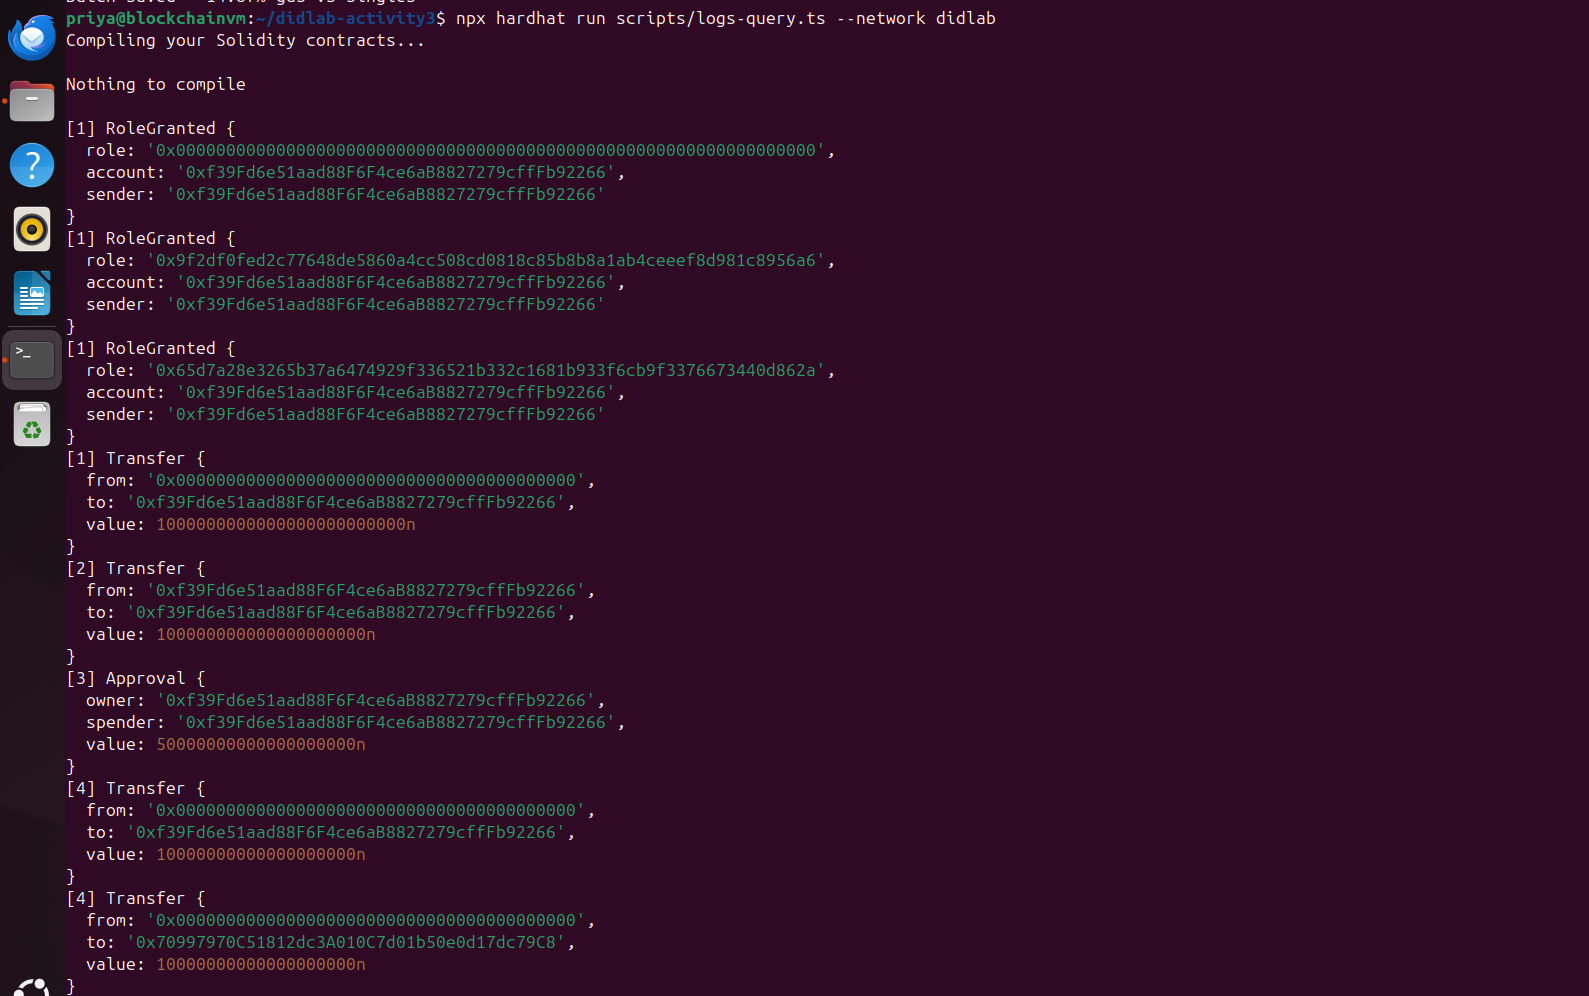 priya@blockchainvm:~/didlab-activity3$ npx hardhat run scripts/logs-query.ts --network didlab
Compiling your Solidity contracts...
Nothing to compile
[1] RoleGranted {
  role: '0x0000000000000000000000000000000000000000000000000000000000000000',
  account: '0xf39Fd6e51aad88F6F4ce6aB8827279cffFb92266',
  sender: '0xf39Fd6e51aad88F6F4ce6aB8827279cffFb92266'
}
[1] RoleGranted {
  role: '0x9f2df0fed2c77648de5860a4cc508cd0818c85b8b8a1ab4ceeef8d981c8956a6',
  account: '0xf39Fd6e51aad88F6F4ce6aB8827279cffFb92266',
  sender: '0xf39Fd6e51aad88F6F4ce6aB8827279cffFb92266'
}
[1] RoleGranted {
  role: '0x65d7a28e3265b37a6474929f336521b332c1681b933f6cb9f3376673440d862a',
  account: '0xf39Fd6e51aad88F6F4ce6aB8827279cffFb92266',
  sender: '0xf39Fd6e51aad88F6F4ce6aB8827279cffFb92266'
}
[1] Transfer {
  from: '0x0000000000000000000000000000000000000000',
  to: '0xf39Fd6e51aad88F6F4ce6aB8827279cffFb92266',
  value: 1000000000000000000000000n
}
[2] Transfer {
  from: '0xf39Fd6e51aad88F6F4ce6aB8827279cffFb92266',
  to: '0xf39Fd6e51aad88F6F4ce6aB8827279cffFb92266',
  value: 100000000000000000000n
}
[3] Approval {
  owner: '0xf39Fd6e51aad88F6F4ce6aB8827279cffFb92266',
  spender: '0xf39Fd6e51aad88F6F4ce6aB8827279cffFb92266',
  value: 50000000000000000000n
}
[4] Transfer {
  from: '0x0000000000000000000000000000000000000000',
  to: '0xf39Fd6e51aad88F6F4ce6aB8827279cffFb92266',
  value: 10000000000000000000n
}
[4] Transfer {
  from: '0x0000000000000000000000000000000000000000',
  to: '0x70997970C51812dc3A010C7d01b50e0d17dc79C8',
  value: 10000000000000000000n
}